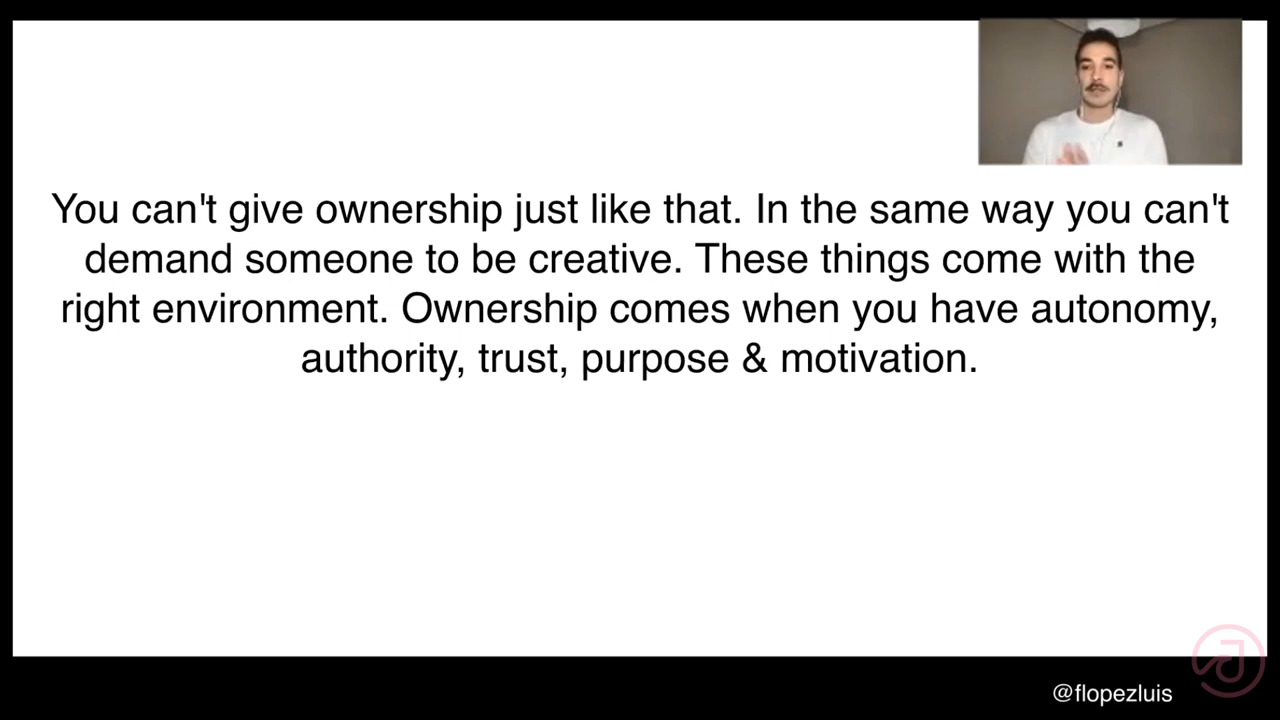 You can't give ownership just like that. In the same way you can't
demand someone to be creative. These things come with the
right environment. Ownership comes when you have autonomy,
authority, trust, purpose & motivation.
@flopezluis